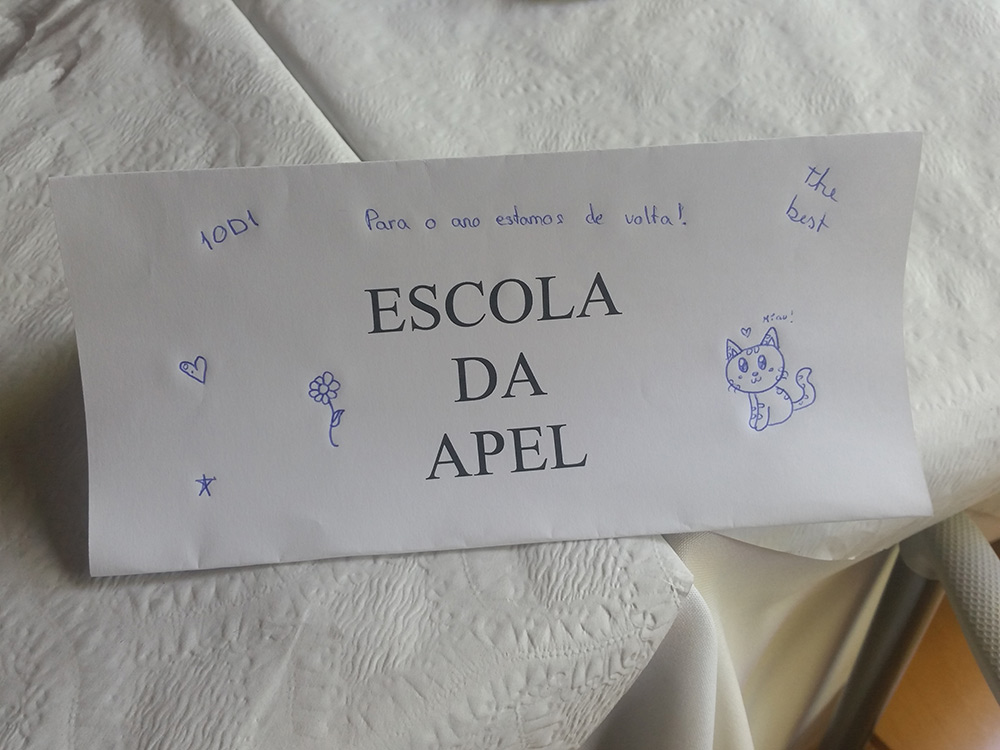 10D1
Para o ano estamos de volta!
the
best
ESCOLA
DA
APEL
Miau!